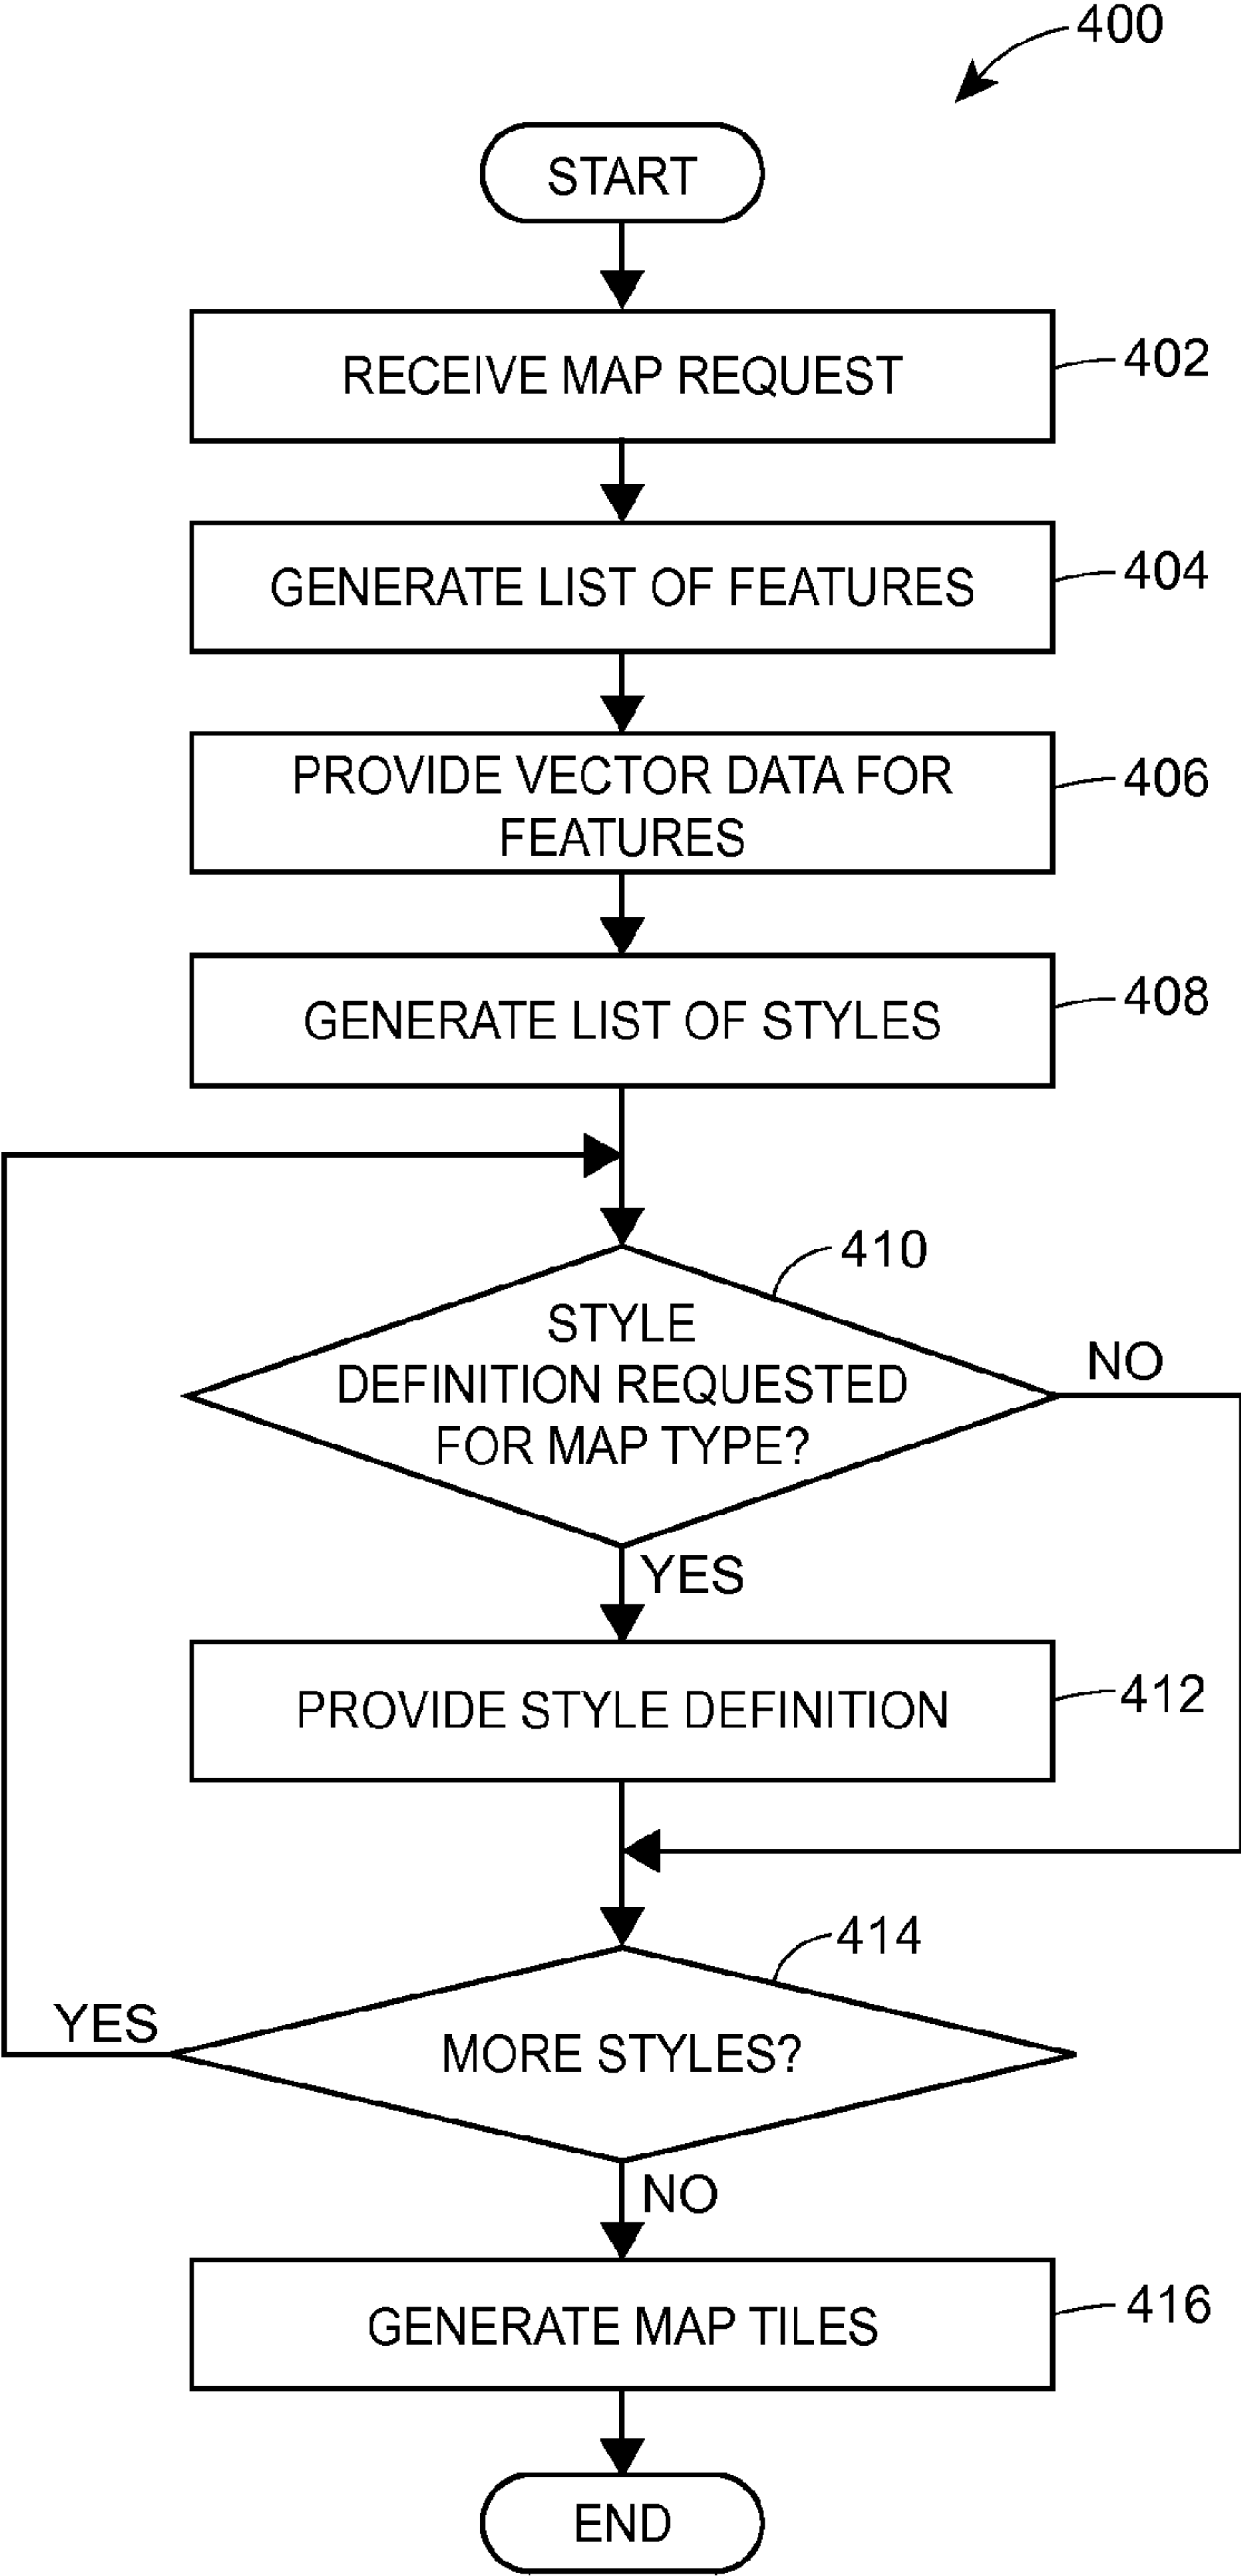 400
START
RECEIVE MAP REQUEST
402
GENERATE LIST OF FEATURES
404
PROVIDE VECTOR DATA FOR
FEATURES
406
GENERATE LIST OF STYLES
408
410
STYLE
DEFINITION REQUESTED
FOR MAP TYPE?
NO
YES
PROVIDE STYLE DEFINITION
412
414
MORE STYLES?
YES
NO
GENERATE MAP TILES
416
END